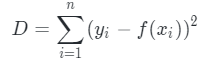 $D = \sum_{i=1}^{n} (y_i - f(x_i))^2$